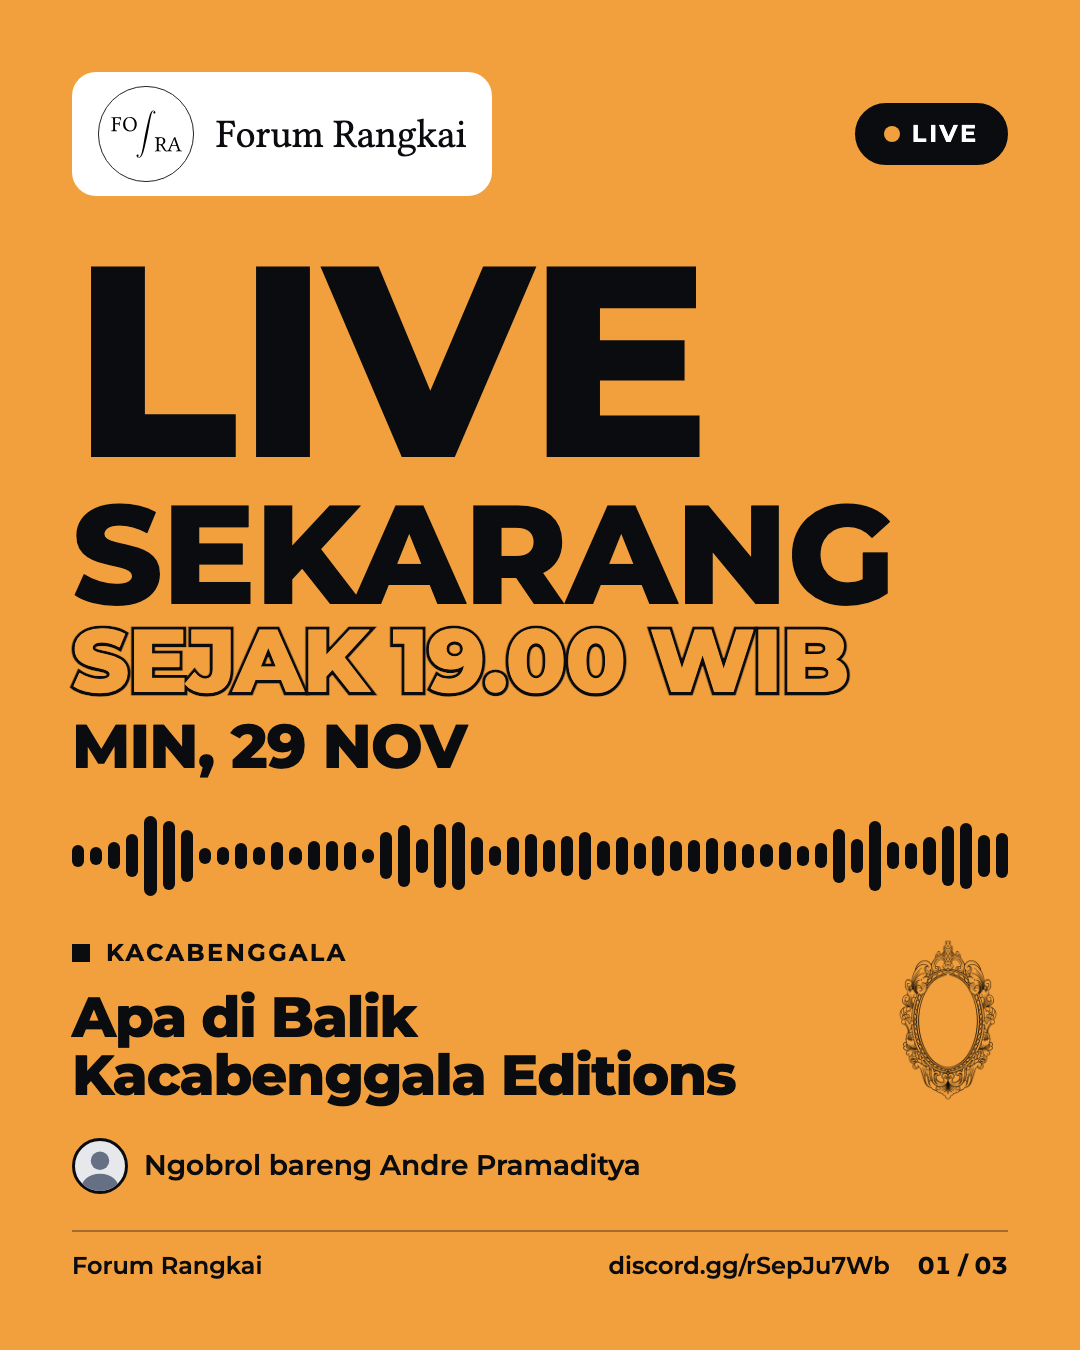 FO RA
Forum Rangkai
LIVE
LIVE
SEKARANG
SEJAK 19.00 WIB
MIN, 29 NOV
KACABENGGALA
Apa di Balik
Kacabenggala Editions
Ngobrol bareng Andre Pramaditya
Forum Rangkai
discord.gg/rSepJu7Wb 01 / 03